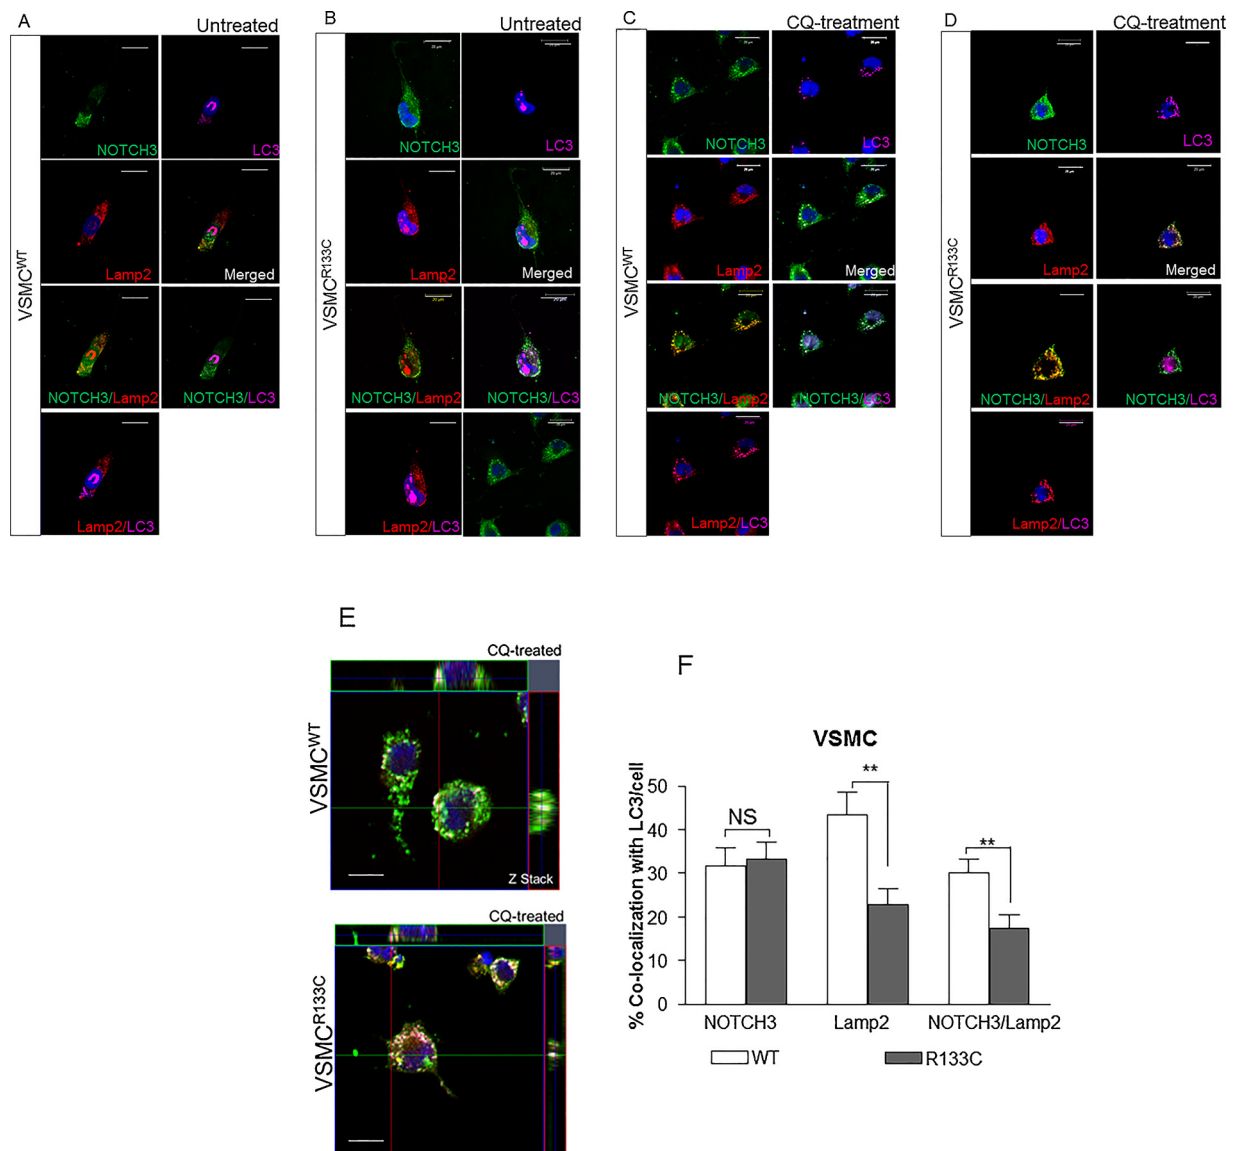 A
Untreated
VSMCWT
NOTCH3
LC3
Lamp2
Merged
NOTCH3/Lamp2
NOTCH3/LC3
Lamp2/LC3
B
Untreated
VSMCR133C
NOTCH3
LC3
Lamp2
Merged
NOTCH3/Lamp2
NOTCH3/LC3
Lamp2/LC3
C
CQ-treatment
VSMCWT
NOTCH3
LC3
Lamp2
Merged
NOTCH3/Lamp2
NOTCH3/LC3
Lamp2/LC3
D
CQ-treatment
VSMCR133C
NOTCH3
LC3
Lamp2
Merged
NOTCH3/Lamp2
NOTCH3/LC3
Lamp2/LC3
E
CQ-treated
VSMCWT
Z Stack
CQ-treated
VSMCR133C
F
VSMC
% Co-localization with LC3/cell
50
40
30
20
10
0
NS
**
**
NOTCH3
Lamp2
NOTCH3/Lamp2
WT
R133C